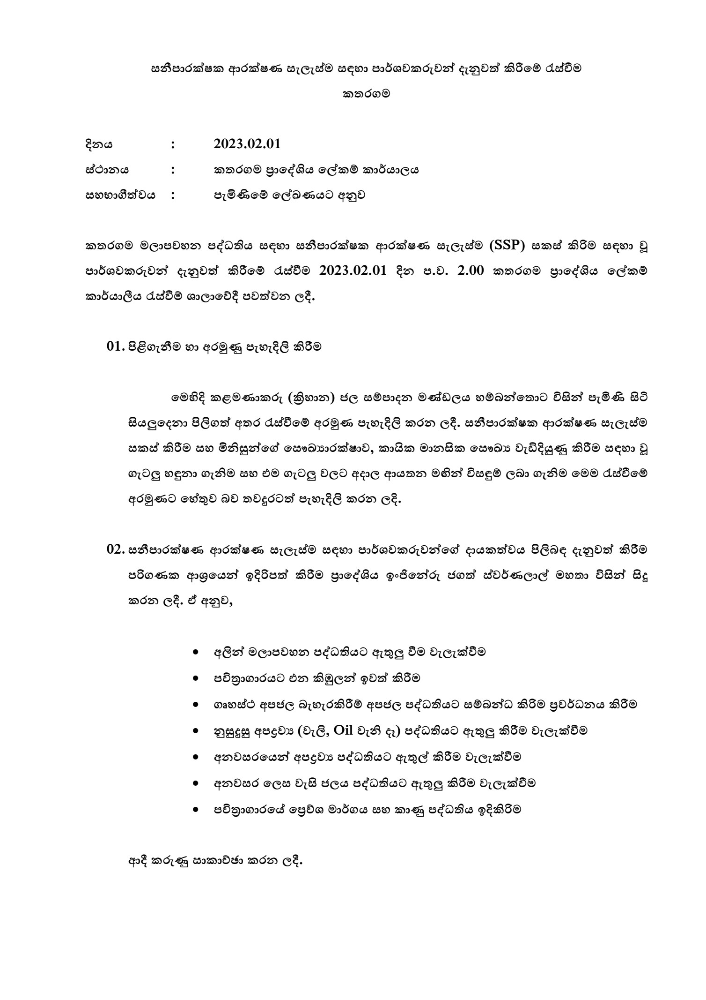 සනීපාරක්ෂක ආරක්ෂණ සැලැස්ම සඳහා පාර්ශවකරුවන් දැනුවත් කිරීමේ රැස්වීම
කතරගම
දිනය : 2023.02.01
ස්ථානය : කතරගම ප්‍රාදේශිය ලේකම් කාර්යාලය
සහභාගීත්වය : පැමිණිමේ ලේඛණයට අනුව
කතරගම මලාපවහන පද්ධතිය සඳහා සනීපාරක්ෂක ආරක්ෂණ සැලැස්ම (SSP) සකස් කිරිම සඳහා වූ
පාර්ශවකරුවන් දැනුවත් කිරීමේ රැස්වීම 2023.02.01 දින ප.ව. 2.00 කතරගම ප්‍රාදේශිය ලේකම්
කාර්යාලීය රැස්වීම් ශාලාවේදී පවත්වන ලදී.
01. පිළිගැනීම හා අරමුණු පැහැදිලි කිරීම
මෙහිදි කළමණාකරු (ක්‍රිහාන) ජල සම්පාදන මණ්ඩලය හම්බන්තොට විසින් පැමිණි සිටි
සියලුදෙනා පිලිගත් අතර රැස්වීමේ අරමුණ පැහැදිලි කරන ලදී. සනීපාරක්ෂක ආරක්ෂණ සැලැස්ම
සකස් කිරීම සහ මිනිසුන්ගේ සෞඛ්‍යාරක්ෂාව, කායික මානසික සෞඛ්‍ය වැඩිදියුණු කිරීම සඳහා වූ
ගැටලු හඳුනා ගැනිම සහ එම ගැටලු වලට අදාල ආයතන මඟින් විසඳුම් ලබා ගැනිම මෙම රැස්වීමේ
අරමුණට හේතුව බව තවදුරටත් පැහැදිලි කරන ලදි.
02. සනීපාරක්ෂණ ආරක්ෂණ සැලැස්ම සඳහා පාර්ශවකරුවන්ගේ දායකත්වය පිලිබඳ දැනුවත් කිරීම
පරිගණක ආශ්‍රයෙන් ඉදිරිපත් කිරීම ප්‍රාදේශිය ඉංජිනේරු ජගත් ස්වර්ණලාල් මහතා විසින් සිදු
කරන ලදී. ඒ අනුව,
• අලින් මලාපවහන පද්ධතියට ඇතුලු වීම වැලැක්වීම
• පවිත්‍රාගාරයට එන කිඹුලන් ඉවත් කිරීම
• ගෘහස්ථ අපජල බැහැරකිරීම් අපජල පද්ධතියට සම්බන්ධ කිරිම ප්‍රවර්ධනය කිරීම
• නුසුදුසු අපද්‍රව්‍ය (වැලි, Oil වැනි දෑ) පද්ධතියට ඇතුලු කිරීම වැලැක්වීම
• අනවසරයෙන් අපද්‍රව්‍ය පද්ධතියට ඇතුල් කිරීම වැලැක්වීම
• අනවසර ලෙස වැසි ජලය පද්ධතියට ඇතුලු කිරීම වැලැක්වීම
• පවිත්‍රාගාරයේ ප්‍රෙව්ශ මාර්ගය සහ කාණු පද්ධතිය ඉදිකිරිම
ආදී කරුණු සාකාච්ඡා කරන ලදී.